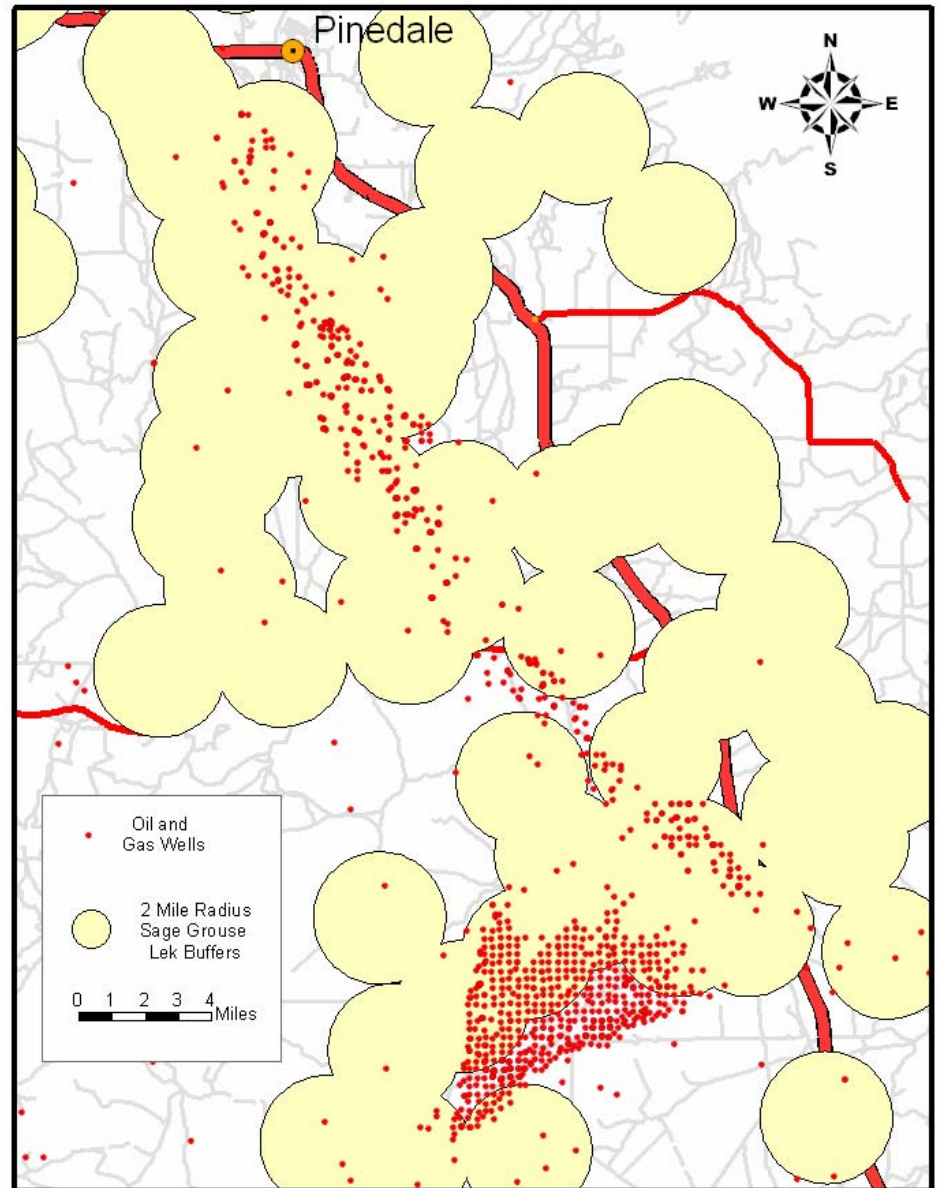 Pinedale
N
W E
S
Oil and
Gas Wells
2 Mile Radius
Sage Grouse
Lek Buffers
0 1 2 3 4
Miles